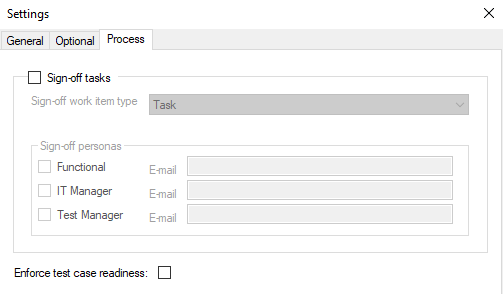 Settings
General Optional Process
Sign-off tasks
Sign-off work item type Task
Sign-off personas
Functional E-mail
IT Manager E-mail
Test Manager E-mail
Enforce test case readiness: